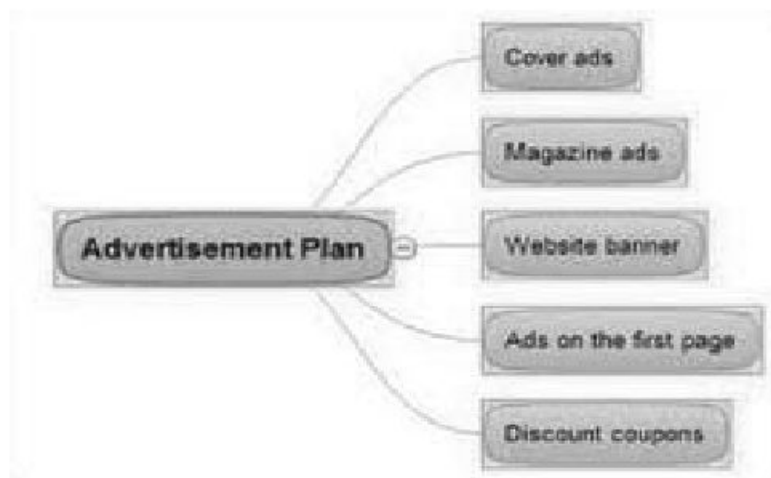 Advertisement Plan
Cover ads
Magazine ads
Website banner
Ads on the first page
Discount coupons